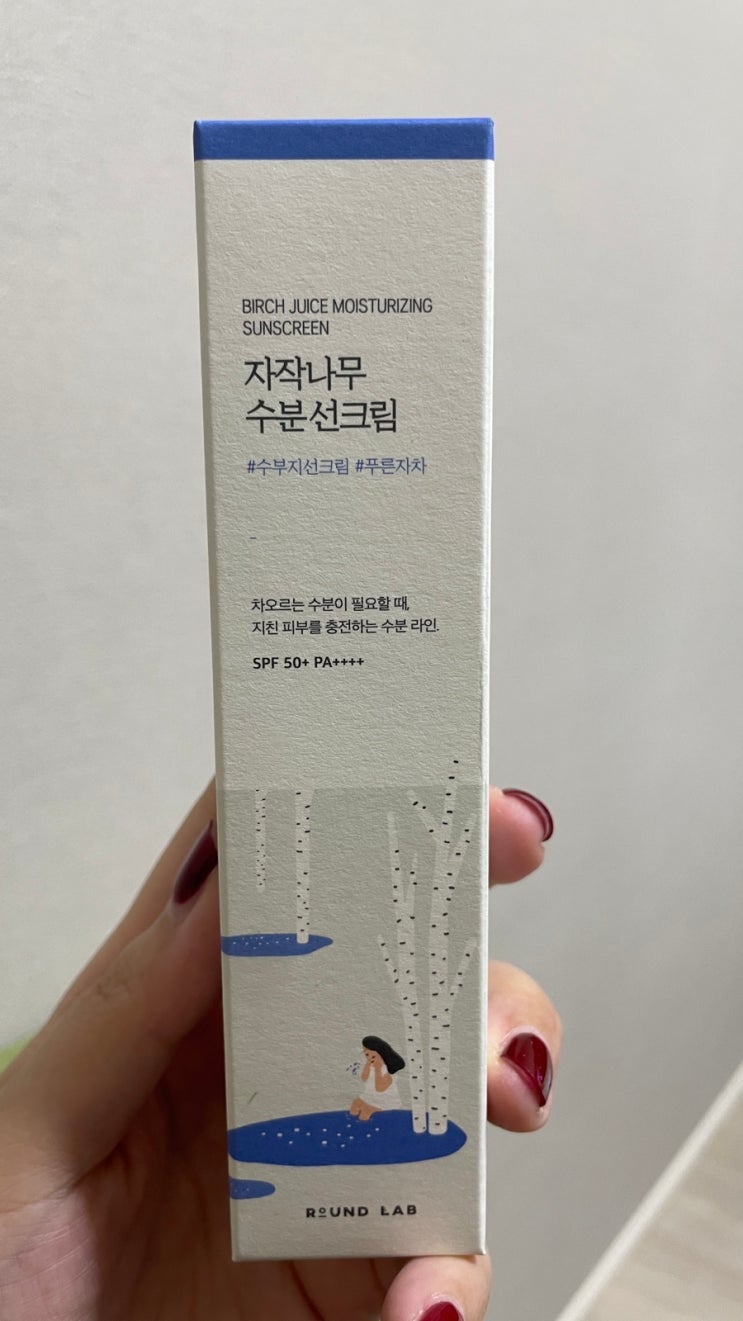 BIRCH JUICE MOISTURIZING
SUNSCREEN
자작나무
수분선크림
#수부지선크림 #푸른자차
차오르는 수분이 필요할 때,
지친 피부를 충전하는 수분 라인.
SPF 50+ PA++++
ROUND LAB